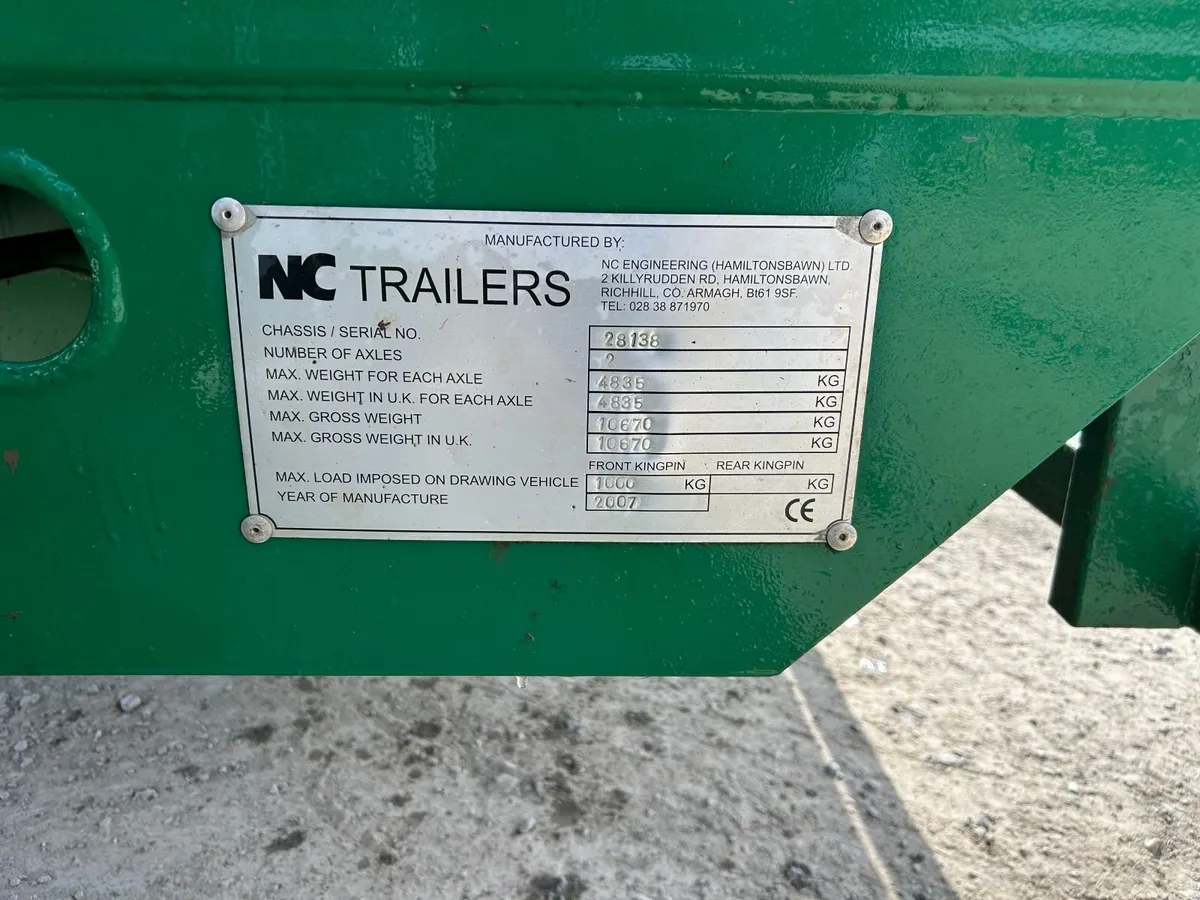 MANUFACTURED BY:
NC TRAILERS
NC ENGINEERING (HAMILTONSBAWN) LTD.
2 KILLYRUDDEN RD, HAMILTONSBAWN,
RICHHILL, CO. ARMAGH, Bt61 9SF.
TEL: 028 38 871970
CHASSIS / SERIAL NO. 28138
NUMBER OF AXLES 2
MAX. WEIGHT FOR EACH AXLE 4835 KG
MAX. WEIGHT IN U.K. FOR EACH AXLE 4835 KG
MAX. GROSS WEIGHT 10670 KG
MAX. GROSS WEIGHT IN U.K. 10670 KG
FRONT KINGPIN REAR KINGPIN
MAX. LOAD IMPOSED ON DRAWING VEHICLE 1000 KG KG
YEAR OF MANUFACTURE 2007
CE